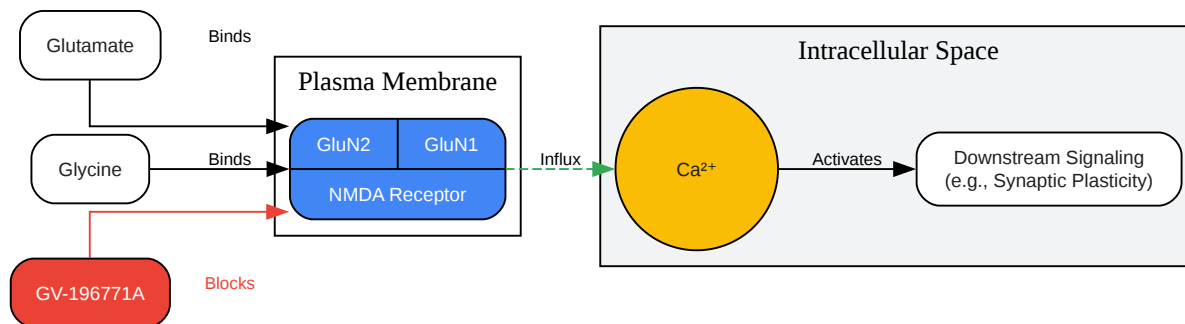 Glutamate
Binds
Plasma Membrane
Intracellular Space
GluN2
GluN1
Glycine
Binds
NMDA Receptor
Influx
Ca²⁺
Activates
Downstream Signaling
(e.g., Synaptic Plasticity)
GV-196771A
Blocks